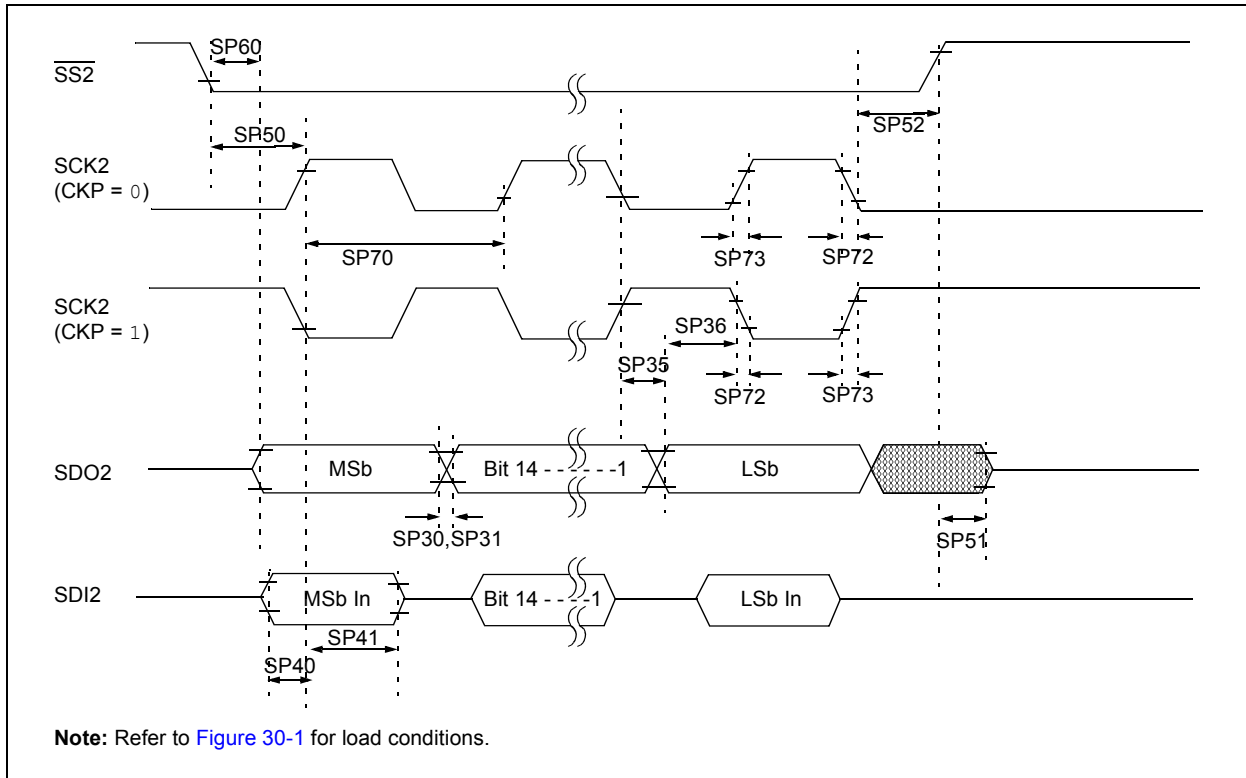 SP60
SS2
SP50
SP52
SCK2
(CKP = 0)
SP70
SP73
SP72
SCK2
(CKP = 1)
SP36
SP35
SP72
SP73
SDO2
MSb
Bit 14 - - - - - -1
LSb
SP30,SP31
SP51
SDI2
MSb In
Bit 14 - - - -1
LSb In
SP41
SP40
Note: Refer to Figure 30-1 for load conditions.